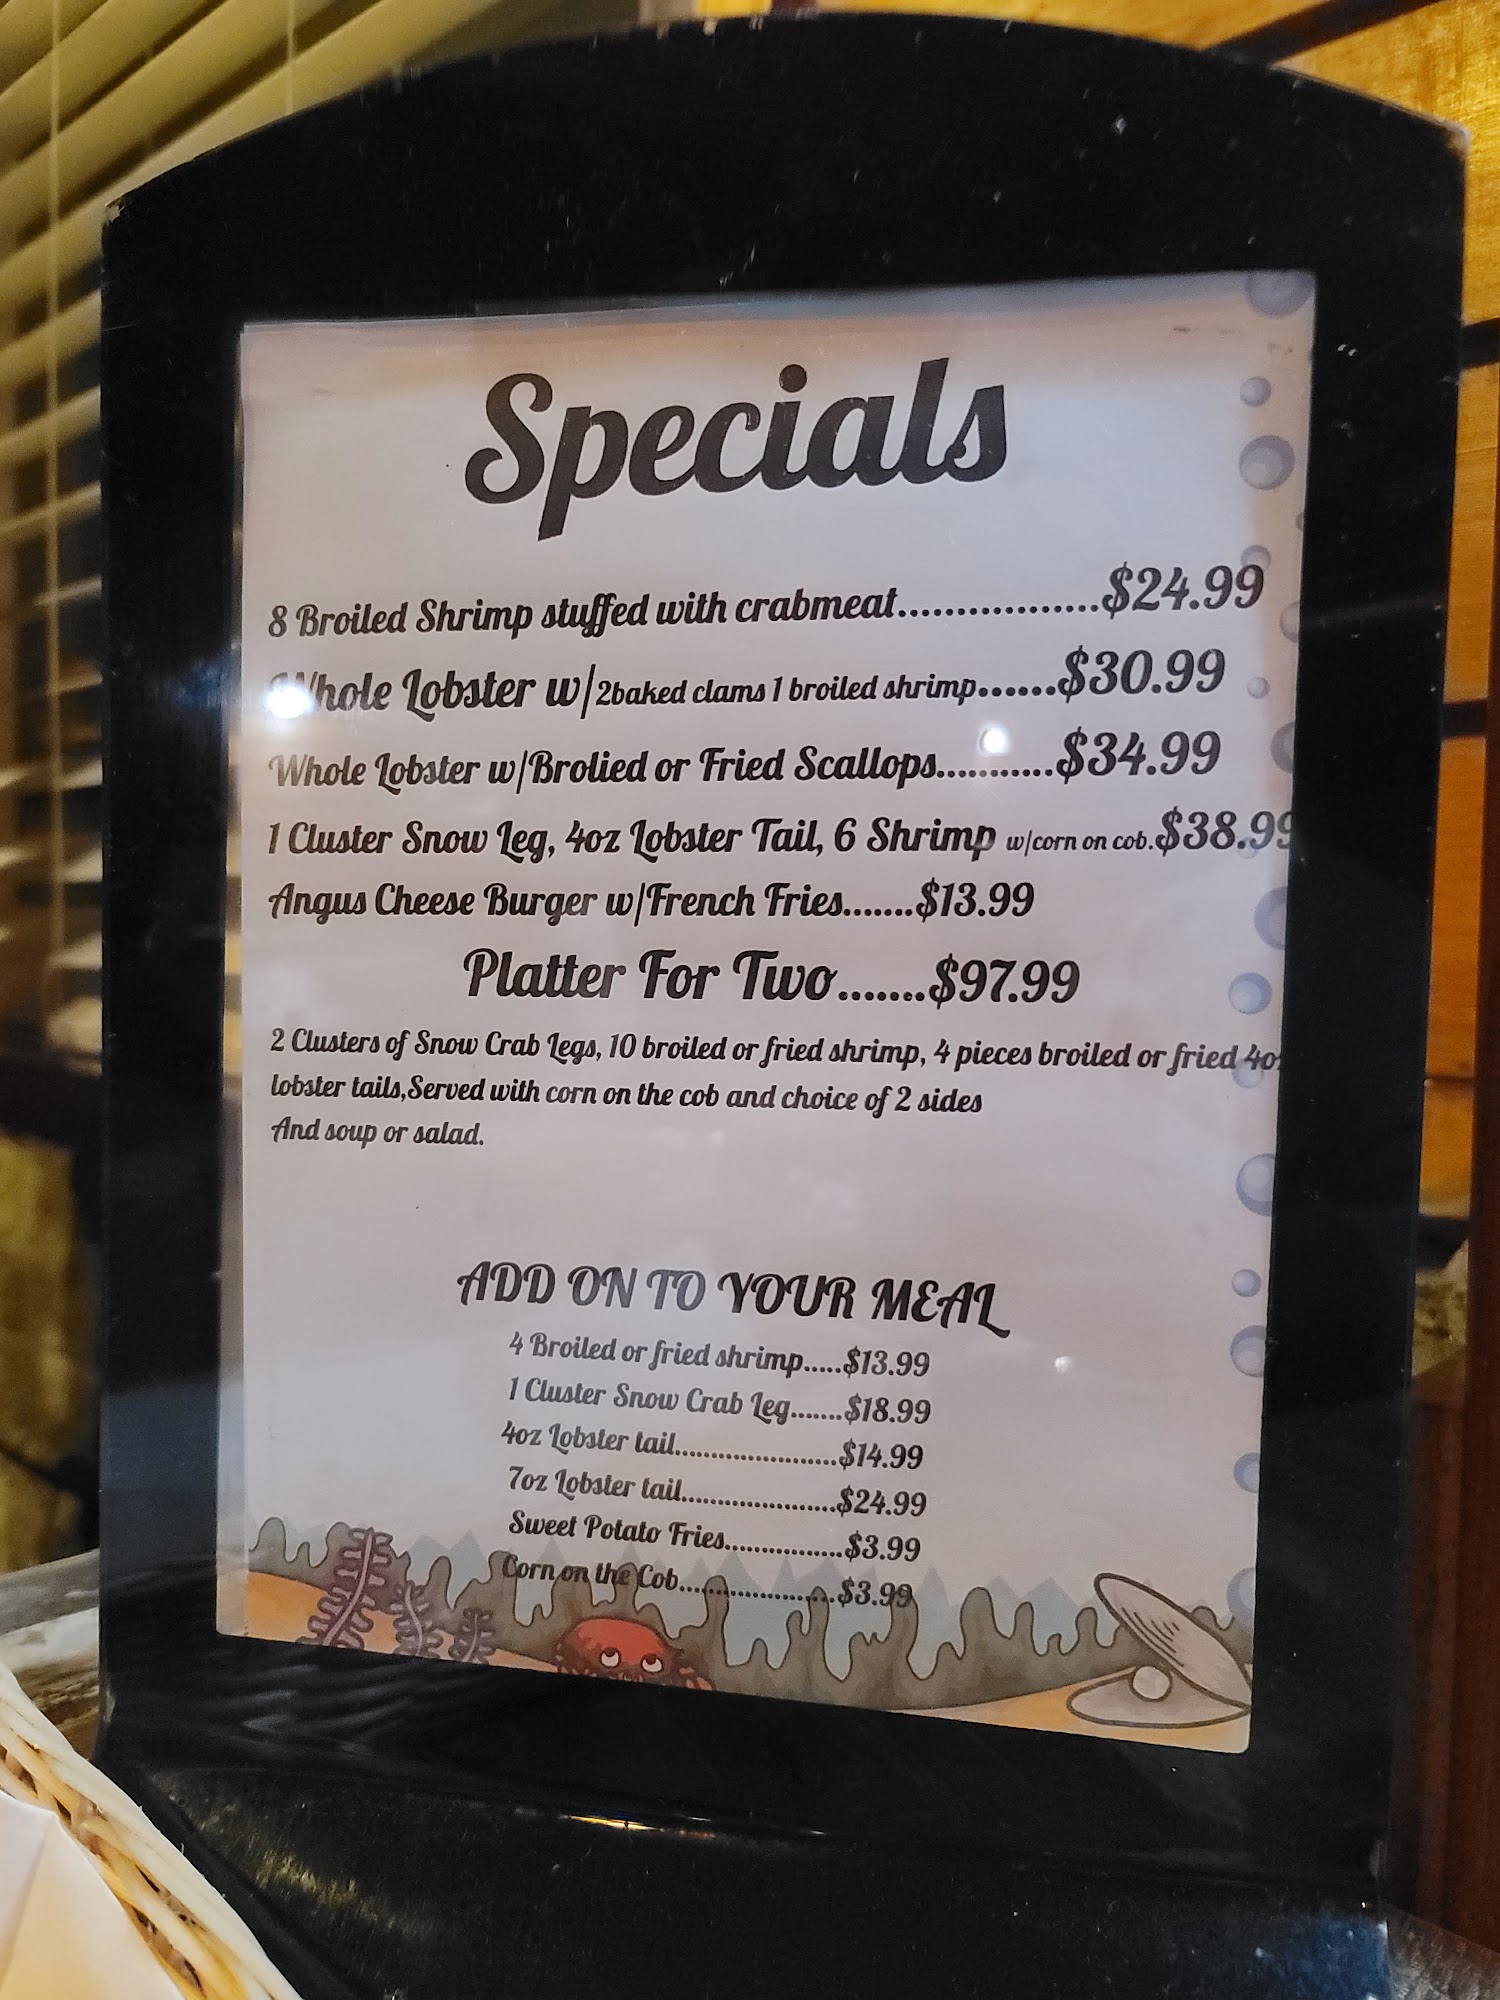 Specials
8 Broiled Shrimp stuffed with crabmeat.................$24.99
Whole Lobster w/2baked clams 1 broiled shrimp.......$30.99
Whole Lobster w/Brolied or Fried Scallops...........$34.99
1 Cluster Snow Leg, 4oz Lobster Tail, 6 Shrimp w/corn on cob.$38.99
Angus Cheese Burger w/French Fries.......$13.99
Platter For Two.......$97.99
2 Clusters of Snow Crab Legs, 10 broiled or fried shrimp, 4 pieces broiled or fried 4oz
lobster tails,Served with corn on the cob and choice of 2 sides
And soup or salad.
ADD ON TO YOUR MEAL
4 Broiled or fried shrimp.....$13.99
1 Cluster Snow Crab Leg.......$18.99
4oz Lobster tail......................$14.99
7oz Lobster tail.....................$24.99
Sweet Potato Fries................$3.99
Corn on the Cob.....................$3.99